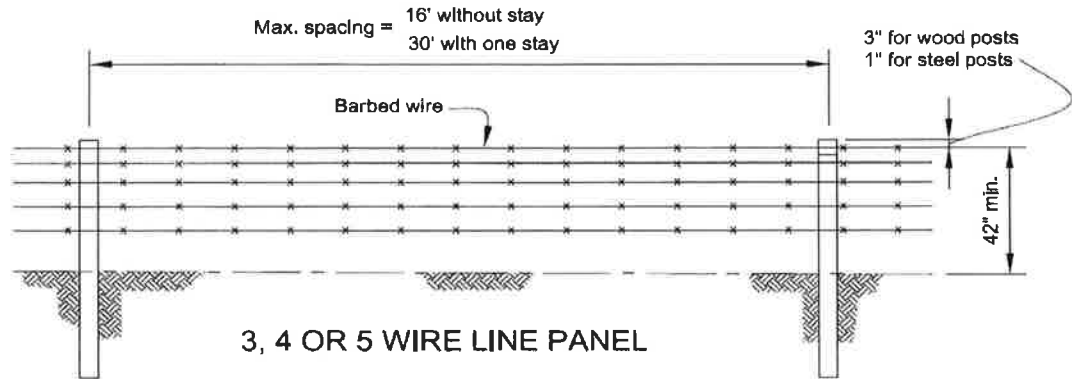 Max. spacing = 16' without stay
30' with one stay
3" for wood posts
1" for steel posts
Barbed wire
42" min.
3, 4 OR 5 WIRE LINE PANEL